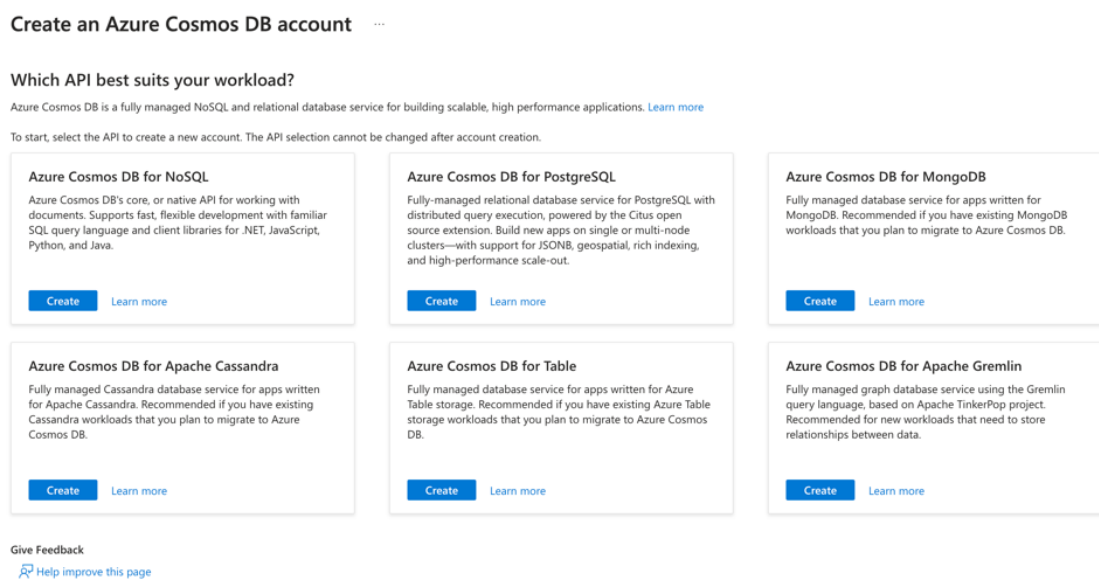 Create an Azure Cosmos DB account ...
Which API best suits your workload?
Azure Cosmos DB is a fully managed NoSQL and relational database service for building scalable, high performance applications. Learn more
To start, select the API to create a new account. The API selection cannot be changed after account creation.
Azure Cosmos DB for NoSQL
Azure Cosmos DB's core, or native API for working with
documents. Supports fast, flexible development with familiar
SQL query language and client libraries for .NET, JavaScript,
Python, and Java.
Create Learn more
Azure Cosmos DB for PostgreSQL
Fully-managed relational database service for PostgreSQL with
distributed query execution, powered by the Citus open
source extension. Build new apps on single or multi-node
clusters—with support for JSONB, geospatial, rich indexing,
and high-performance scale-out.
Create Learn more
Azure Cosmos DB for MongoDB
Fully managed database service for apps written for
MongoDB. Recommended if you have existing MongoDB
workloads that you plan to migrate to Azure Cosmos DB.
Create Learn more
Azure Cosmos DB for Apache Cassandra
Fully managed Cassandra database service for apps written
for Apache Cassandra. Recommended if you have existing
Cassandra workloads that you plan to migrate to Azure
Cosmos DB.
Create Learn more
Azure Cosmos DB for Table
Fully managed database service for apps written for Azure
Table storage. Recommended if you have existing Azure Table
storage workloads that you plan to migrate to Azure Cosmos
DB.
Create Learn more
Azure Cosmos DB for Apache Gremlin
Fully managed graph database service using the Gremlin
query language, based on Apache TinkerPop project.
Recommended for new workloads that need to store
relationships between data.
Create Learn more
Give Feedback
Help improve this page